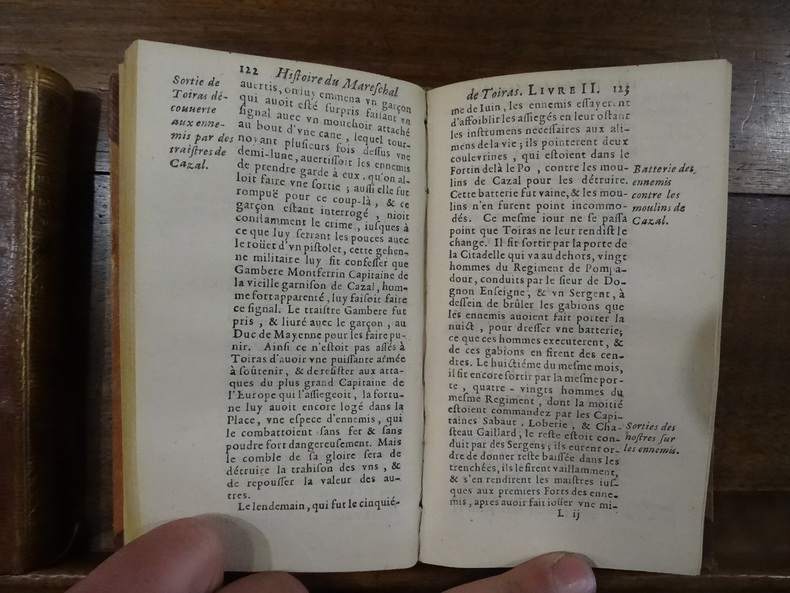 122 Hiſtoire du Mareſchal
Sortie de
Toiras dé-
couuerte
aux enne-
mis par des
traiſtres de
Cazal.
auertis, on luy emmena vn garçon
qui auoit eſté ſurpris faiſant vn
ſignal auec vn mouchoir attaché
au bout d'vne cane, lequel tour-
noyant pluſieurs fois deſſus vne
demi-lune, auertiſſoit les ennemis
de prendre garde à eux, qu'on al-
loit faire vne ſortie; auſſi elle fut
rompuë pour ce coup-là, & ce
garçon eſtant interrogé, nioit
conſtamment le crime, iuſques à
ce que luy ſerrant les pouces auec
le roüet d'vn piſtolet, cette gehen-
ne militaire luy fit confeſſer que
Gambere Montferrin Capitaine de
la vieille garniſon de Cazal, hom-
me fort apparenté, luy faiſoit faire
ce ſignal. Le traiſtre Gambere fut
pris, & liuré auec le garçon, au
Duc de Mayenne pour les faire pu-
nir. Ainſi ce n'eſtoit pas aſſés à
Toiras d'auoir vne puiſſante armée
à ſoûtenir, & de reſiſter aux atta-
ques du plus grand Capitaine de
l'Europe qui l'aſſiegeoit, la fortu-
ne luy auoit encore logé dans la
Place, vne eſpece d'ennemis, qui
le combattoient ſans fer & ſans
poudre fort dangereuſement. Mais
le comble de ſa gloire ſera de
détruire la trahiſon des vns, &
de repouſſer la valeur des au-
tres.
Le lendemain, qui fut le cinquié-
de Toiras. LIVRE II. 123
me de Iuin, les ennemis eſſayerent
d'affoiblir les aſſiegés en leur oſtant
les inſtrumens neceſſaires aux ali-
mens de la vie; ils pointerent deux
coulevrines, qui eſtoient dans le
Fortin delà le Po, contre les mou-
lins de Cazal pour les détruire.
Cette batterie fut vaine, & les mou-
lins n'en furent point incommo-
dés. Ce meſme iour ne ſe paſſa
point que Toiras ne leur rendiſt le
change. Il fit ſortir par la porte de
la Citadelle qui va au dehors, vingt
hommes du Regiment de Pompa-
dour, conduits par le ſieur de Do-
gnon Enſeigne, & vn Sergent, à
deſſein de brûler les gabions que
les ennemis auoient fait porter la
nuict, pour dreſſer vne batterie;
ce que ces hommes executerent, &
de ces gabions en firent des cen-
dres. Le huictiéme du meſme mois,
il fit encore ſortir par la meſme por-
te, quatre-vingts hommes du
meſme Regiment, dont la moitié
eſtoient commandez par les Capi-
taines Sabaut, Loberie, & Cha-
ſteau Gaillard, le reſte eſtoit con-
duit par des Sergens; ils eurent or-
dre de donner teſte baiſſée dans les
trenchées, ils le firent vaillamment,
& s'en rendirent les maiſtres iuſ-
ques aux premiers Forts des enne-
mis, apres auoir fait ioüer vne mi-
L ij
Batterie des
ennemis
contre les
moulins de
Cazal.
Sorties des
noſtres ſur
les ennemis.